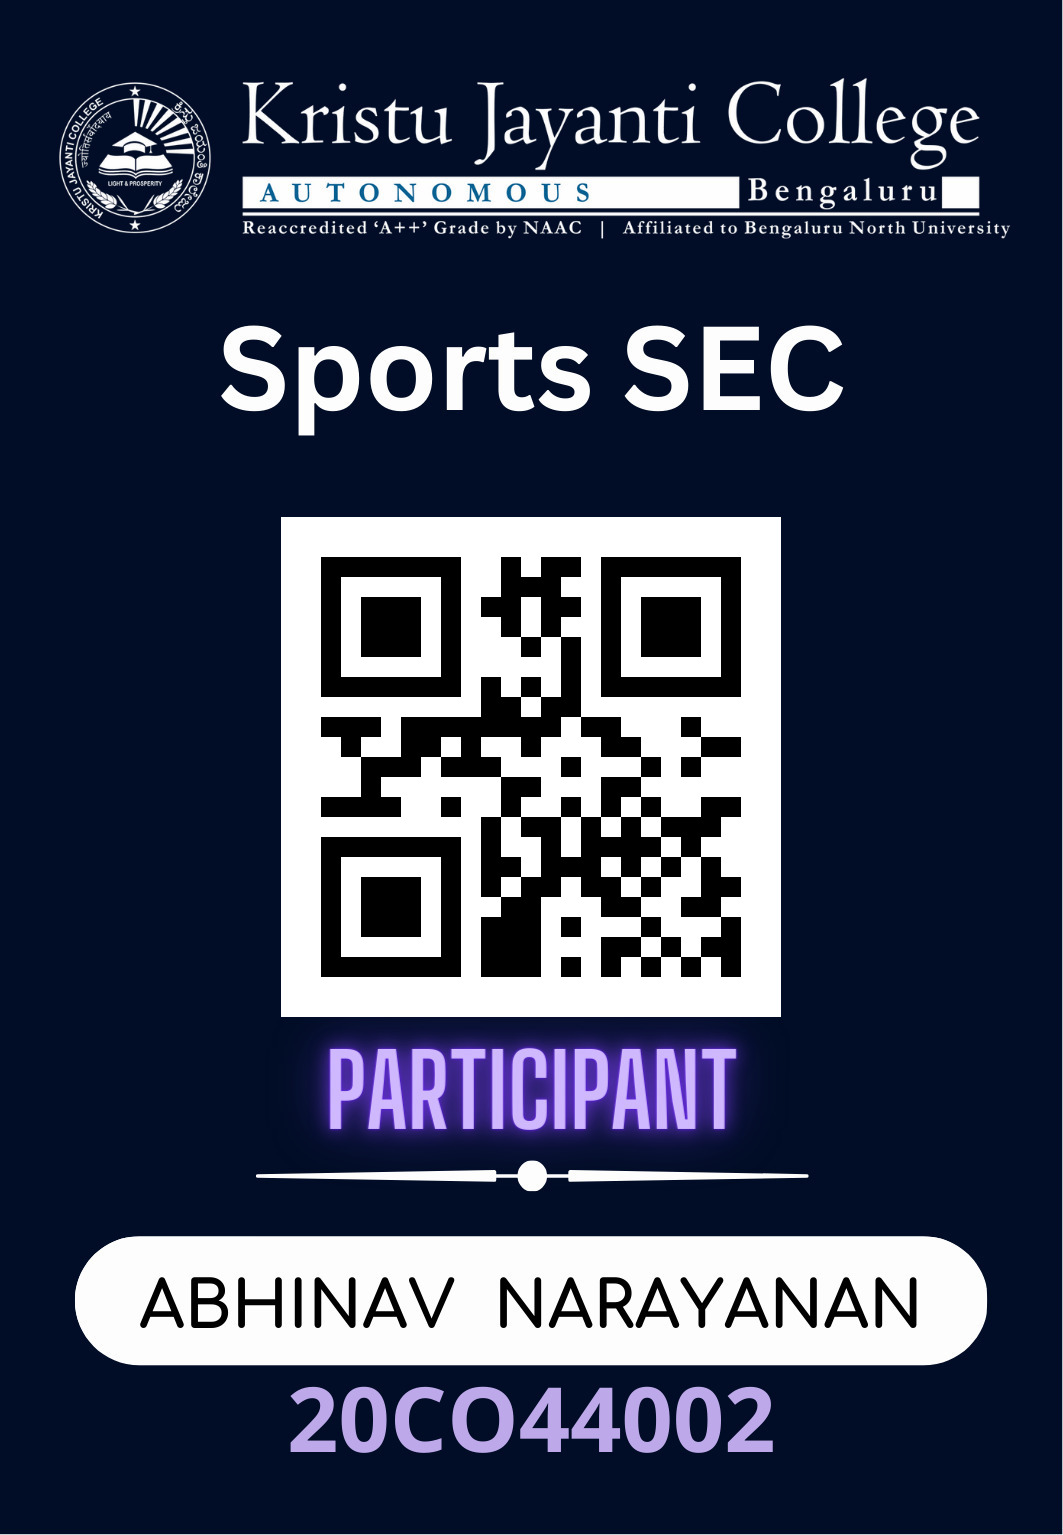 KRISTU JAYANTI COLLEGE
ज्योतिसंवाद्याय
ಕ್ರಿಸ್ತು ಜಯಂತಿ ಕಾಲೇಜು
LIGHT & PROSPERITY
Kristu Jayanti College
AUTONOMOUS Bengaluru
Reaccredited ‘A++’ Grade by NAAC | Affiliated to Bengaluru North University
Sports SEC
PARTICIPANT
ABHINAV NARAYANAN
20CO44002